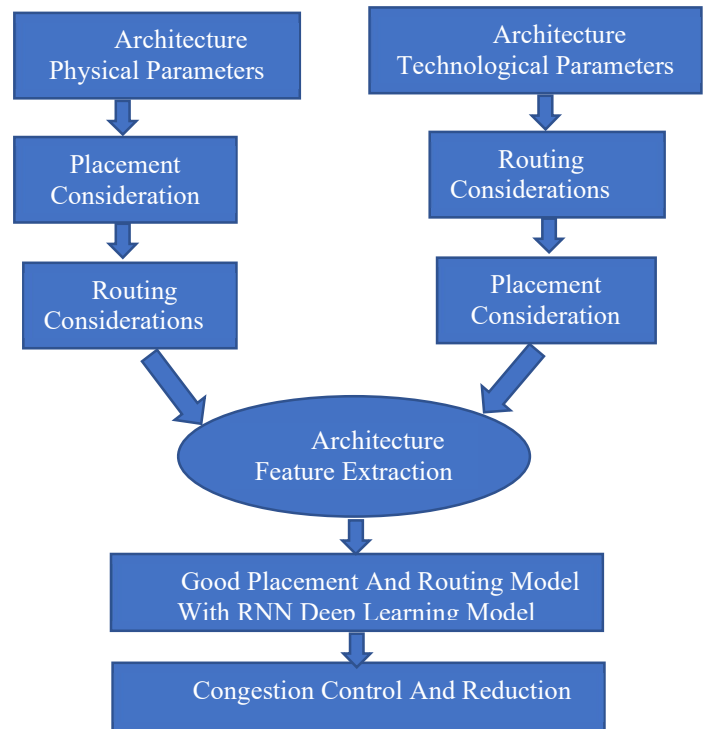 Architecture
Physical Parameters
Architecture
Technological Parameters
Placement
Consideration
Routing
Considerations
Routing
Considerations
Placement
Consideration
Architecture
Feature Extraction
Good Placement And Routing Model
With RNN Deep Learning Model
Congestion Control And Reduction